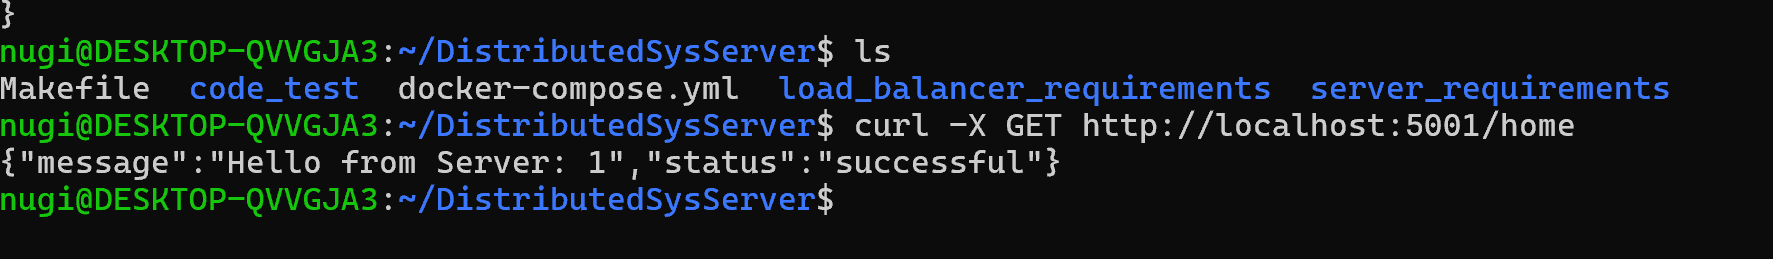 }
nugi@DESKTOP-QVVGJA3:~/DistributedSysServer$ ls
Makefile  code_test  docker-compose.yml  load_balancer_requirements  server_requirements
nugi@DESKTOP-QVVGJA3:~/DistributedSysServer$ curl -X GET http://localhost:5001/home
{"message":"Hello from Server: 1","status":"successful"}
nugi@DESKTOP-QVVGJA3:~/DistributedSysServer$